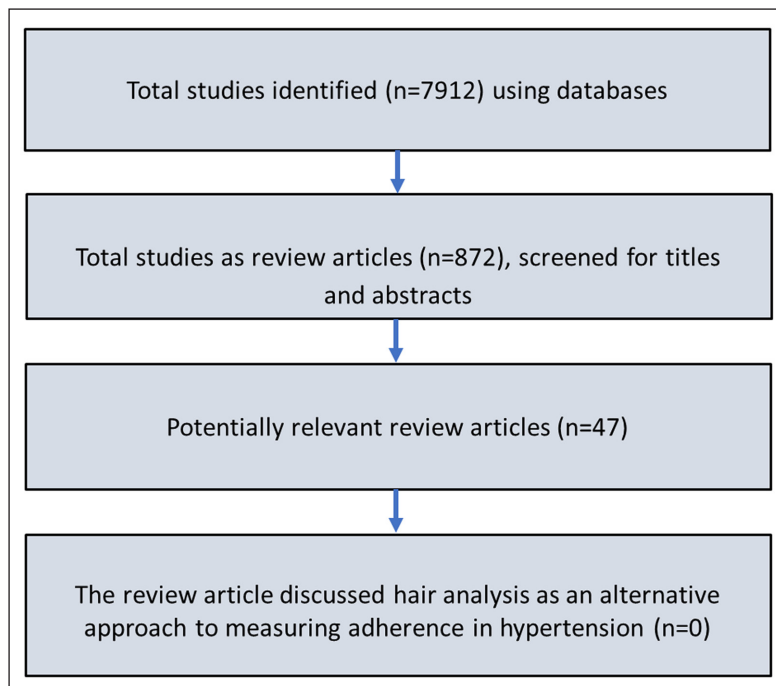 Total studies identified (n=7912) using databases
Total studies as review articles (n=872), screened for titles
and abstracts
Potentially relevant review articles (n=47)
The review article discussed hair analysis as an alternative
approach to measuring adherence in hypertension (n=0)